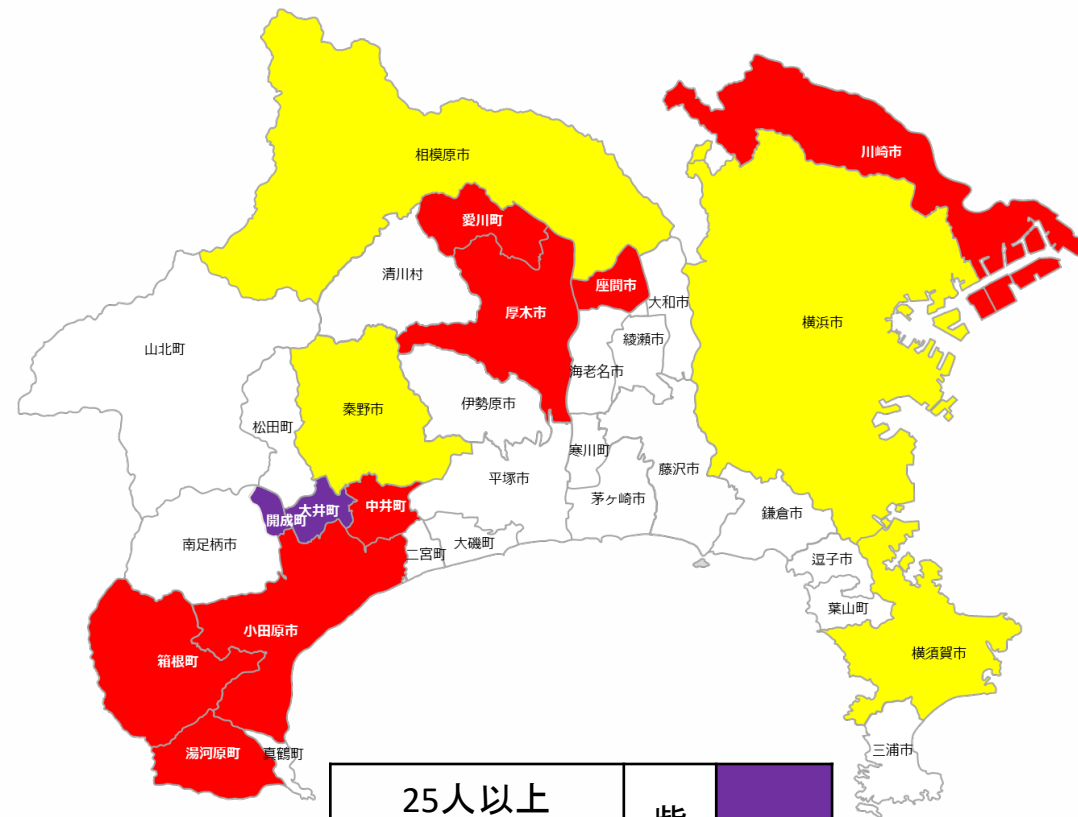 相模原市
川崎市
愛川町
清川村
座間市
大和市
厚木市
横浜市
綾瀬市
山北町
海老名市
秦野市
伊勢原市
松田町
寒川町
藤沢市
平塚市
茅ヶ崎市
中井町
大井町
開成町
鎌倉市
南足柄市
大磯町
二宮町
逗子市
葉山町
小田原市
横須賀市
箱根町
湯河原町
真鶴町
三浦市
25人以上